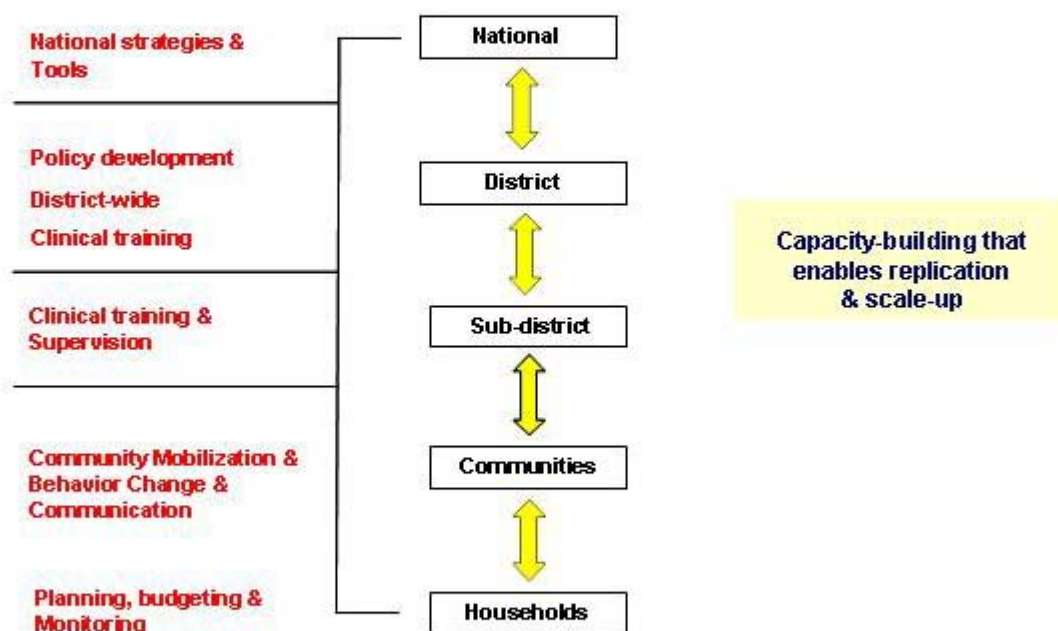 National strategies &
Tools
Policy development
District-wide
Clinical training
Clinical training &
Supervision
Community Mobilization &
Behavior Change &
Communication
Planning, budgeting &
Monitoring
National
District
Sub-district
Communities
Households
Capacity-building that
enables replication
& scale-up